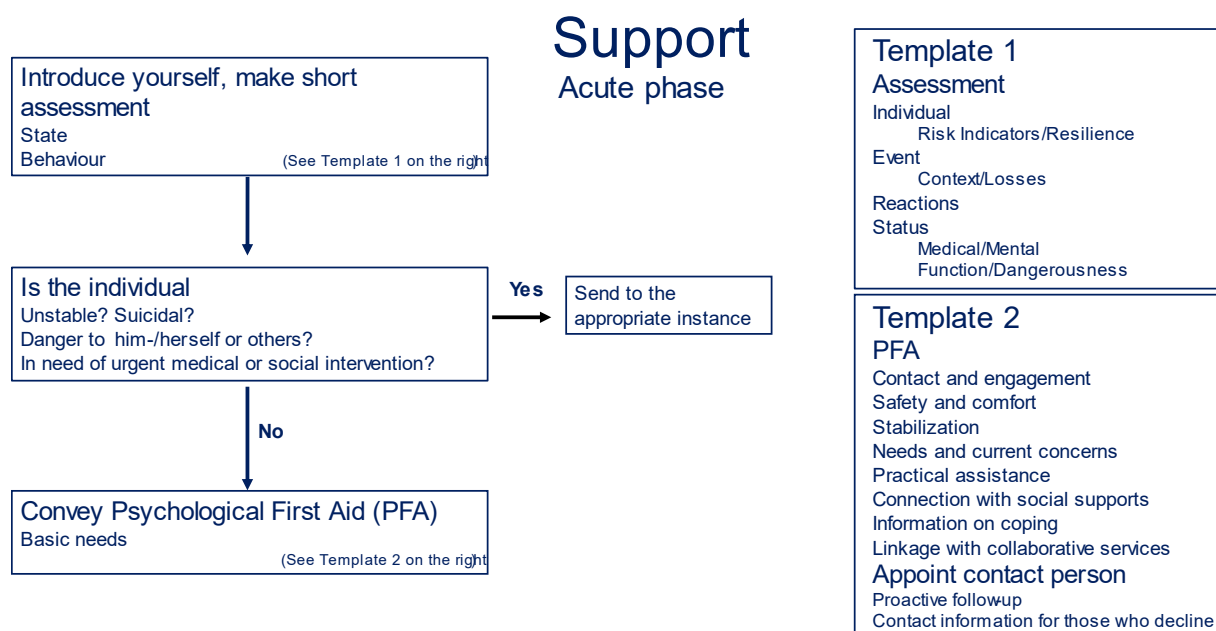 Support
Acute phase
Introduce yourself, make short
assessment
State
Behaviour (See Template 1 on the right)
Is the individual
Unstable? Suicidal?
Danger to him-/herself or others?
In need of urgent medical or social intervention?
Yes
Send to the
appropriate instance
No
Convey Psychological First Aid (PFA)
Basic needs
(See Template 2 on the right)
Template 1
Assessment
Individual
Risk Indicators/Resilience
Event
Context/Losses
Reactions
Status
Medical/Mental
Function/Dangerousness
Template 2
PFA
Contact and engagement
Safety and comfort
Stabilization
Needs and current concerns
Practical assistance
Connection with social supports
Information on coping
Linkage with collaborative services
Appoint contact person
Proactive follow-up
Contact information for those who decline